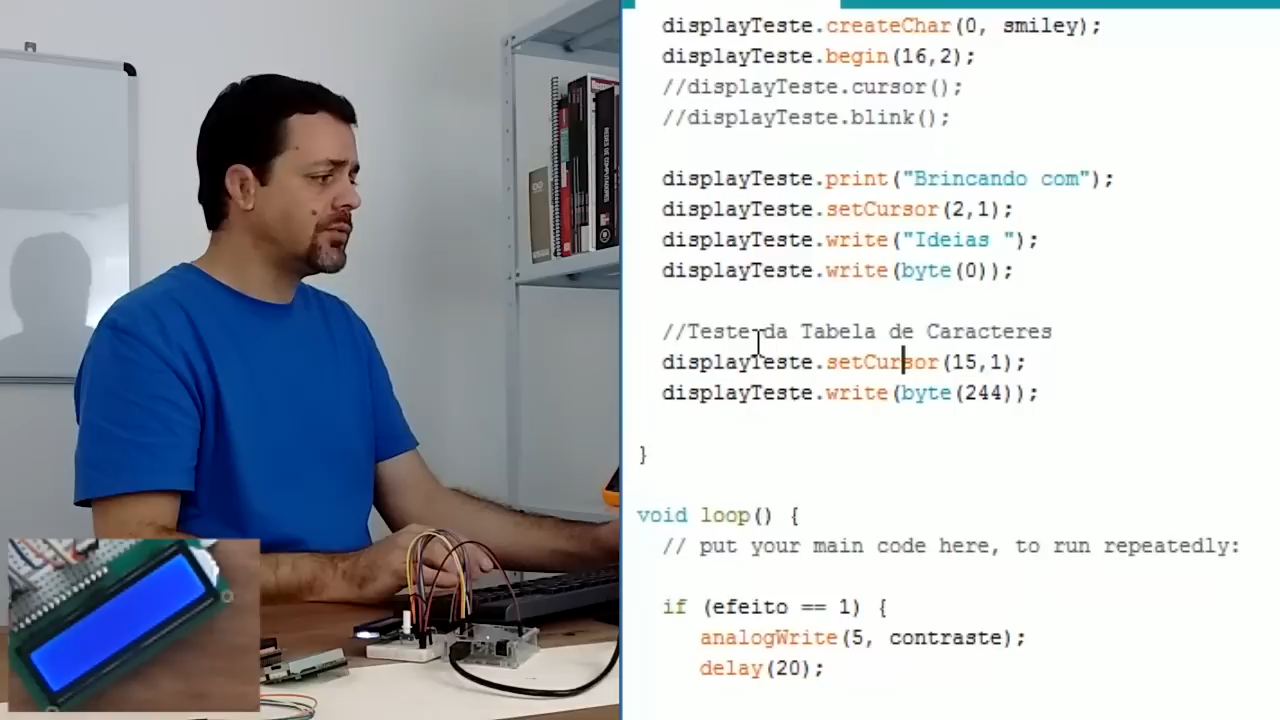 displayTeste.createChar(0, smiley);
displayTeste.begin(16,2);
//displayTeste.cursor();
//displayTeste.blink();
displayTeste.print("Brincando com");
displayTeste.setCursor(2,1);
displayTeste.write("Ideias ");
displayTeste.write(byte(0));
//Teste da Tabela de Caracteres
displayTeste.setCursor(15,1);
displayTeste.write(byte(244));
}
void loop() {
// put your main code here, to run repeatedly:
if (efeito == 1) {
analogWrite(5, contraste);
delay(20);
REDES DE COMPUTADORES